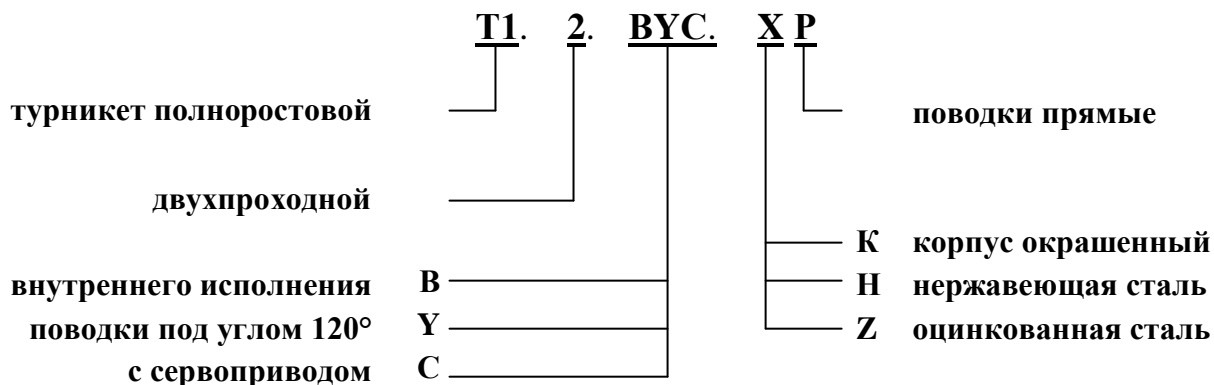 Т1. 2. ВYС. Х Р
турникет полноростовой
поводки прямые
двухпроходной
К корпус окрашенный
внутреннего исполнения В
Н нержавеющая сталь
поводки под углом 120° Y
Z оцинкованная сталь
с сервоприводом С